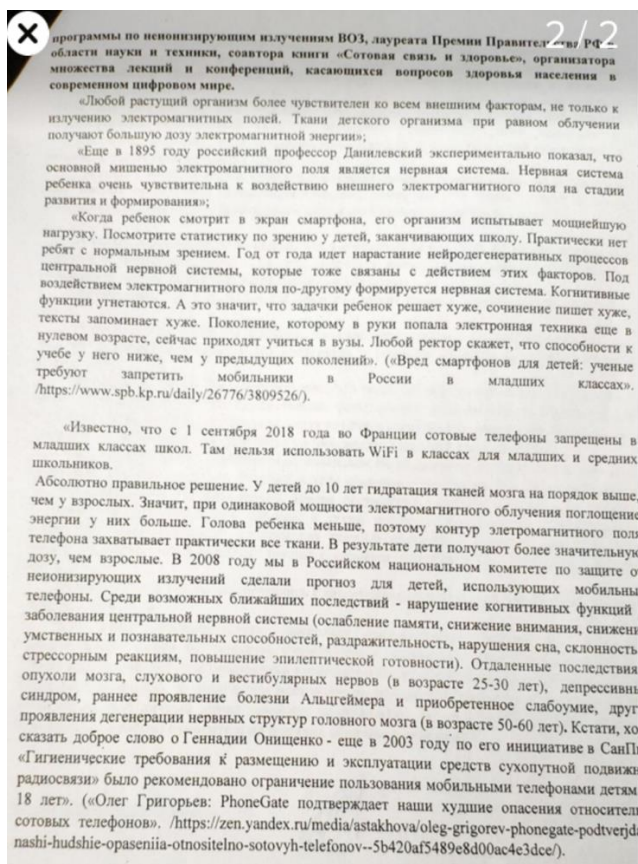 2 / 2
программы по неионизирующим излучениям ВОЗ, лауреата Премии Правительства РФ в
области науки и техники, соавтора книги «Сотовая связь и здоровье», организатора
множества лекций и конференций, касающихся вопросов здоровья населения в
современном цифровом мире.
«Любой растущий организм более чувствителен ко всем внешним факторам, не только к
излучению электромагнитных полей. Ткани детского организма при равном облучении
получают большую дозу электромагнитной энергии»;
«Еще в 1895 году российский профессор Данилевский экспериментально показал, что
основной мишенью электромагнитного поля является нервная система. Нервная система
ребенка очень чувствительна к воздействию внешнего электромагнитного поля на стадии
развития и формирования»;
«Когда ребенок смотрит в экран смартфона, его организм испытывает мощнейшую
нагрузку. Посмотрите статистику по зрению у детей, заканчивающих школу. Практически нет
ребят с нормальным зрением. Год от года идет нарастание нейродегенеративных процессов
центральной нервной системы, которые тоже связаны с действием этих факторов. Под
воздействием электромагнитного поля по-другому формируется нервная система. Когнитивные
функции угнетаются. А это значит, что задачки ребенок решает хуже, сочинение пишет хуже,
тексты запоминает хуже. Поколение, которому в руки попала электронная техника еще в
нулевом возрасте, сейчас приходят учиться в вузы. Любой ректор скажет, что способности к
учебе у него ниже, чем у предыдущих поколений». («Вред смартфонов для детей: ученые
требуют запретить мобильники в России в младших классах».
/https://www.spb.kp.ru/daily/26776/3809526/).
«Известно, что с 1 сентября 2018 года во Франции сотовые телефоны запрещены в
младших классах школ. Там нельзя использовать WiFi в классах для младших и средних
школьников.
Абсолютно правильное решение. У детей до 10 лет гидратация тканей мозга на порядок выше,
чем у взрослых. Значит, при одинаковой мощности электромагнитного облучения поглощение
энергии у них больше. Голова ребенка меньше, поэтому контур элетромагнитного поля
телефона захватывает практически все ткани. В результате дети получают более значительную
дозу, чем взрослые. В 2008 году мы в Российском национальном комитете по защите о
неионизирующих излучений сделали прогноз для детей, использующих мобильны
телефоны. Среди возможных ближайших последствий - нарушение когнитивных функций
заболевания центральной нервной системы (ослабление памяти, снижение внимания, снижени
умственных и познавательных способностей, раздражительность, нарушения сна, склонность
стрессорным реакциям, повышение эпилептической готовности). Отдаленные последствия
опухоли мозга, слухового и вестибулярных нервов (в возрасте 25-30 лет), депрессивны
синдром, раннее проявление болезни Альцгеймера и приобретенное слабоумие, друг
проявления дегенерации нервных структур головного мозга (в возрасте 50-60 лет). Кстати, хо
сказать доброе слово о Геннадии Онищенко - еще в 2003 году по его инициативе в СанПи
«Гигиенические требования к размещению и эксплуатации средств сухопутной подвижн
радиосвязи» было рекомендовано ограничение пользования мобильными телефонами детям
18 лет». («Олег Григорьев: PhoneGate подтверждает наши худшие опасения относител
сотовых телефонов». /https://zen.yandex.ru/media/astakhova/oleg-grigorev-phonegate-podtverjda
nashi-hudshie-opaseniia-otnositelno-sotovyh-telefonov--5b420af5489e8d00ac4e3dce/).